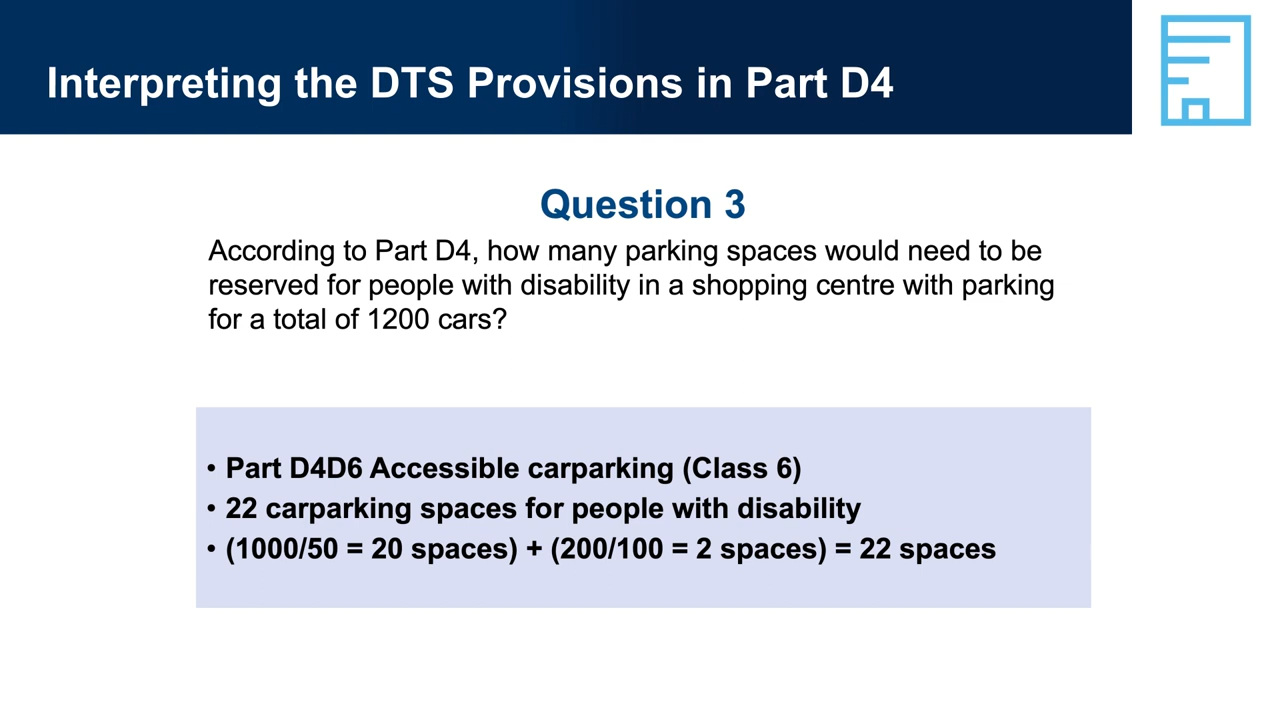 Interpreting the DTS Provisions in Part D4
Question 3
According to Part D4, how many parking spaces would need to be
reserved for people with disability in a shopping centre with parking
for a total of 1200 cars?
• Part D4D6 Accessible carparking (Class 6)
• 22 carparking spaces for people with disability
• (1000/50 = 20 spaces) + (200/100 = 2 spaces) = 22 spaces